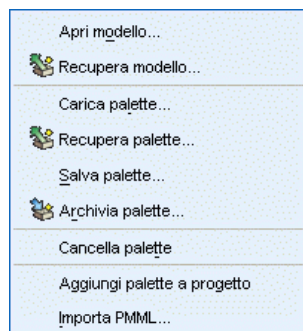 Apri modello...
Recupera modello...
Carica palette...
Recupera palette...
Salva palette...
Archivia palette...
Cancella palette
Aggiungi palette a progetto
Importa PMML...